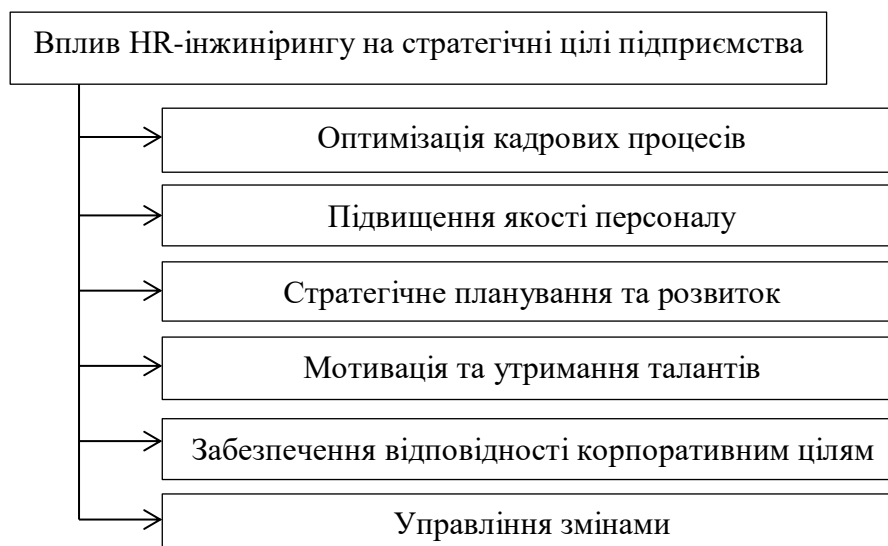 Вплив HR-інжинірингу на стратегічні цілі підприємства
Оптимізація кадрових процесів
Підвищення якості персоналу
Стратегічне планування та розвиток
Мотивація та утримання талантів
Забезпечення відповідності корпоративним цілям
Управління змінами